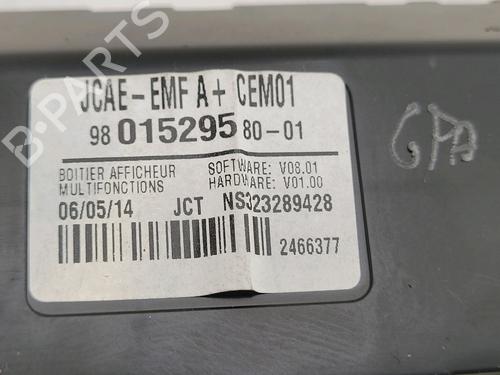 JCAE-EMF A+ CEM01
98 015295 80-01
BOITIER AFFICHEUR
MULTIFONCTIONS
SOFTWARE: V08.01
HARDWARE: V01.00
06/05/14 JCT NS323289428
2466377
GPA
B-PARTS